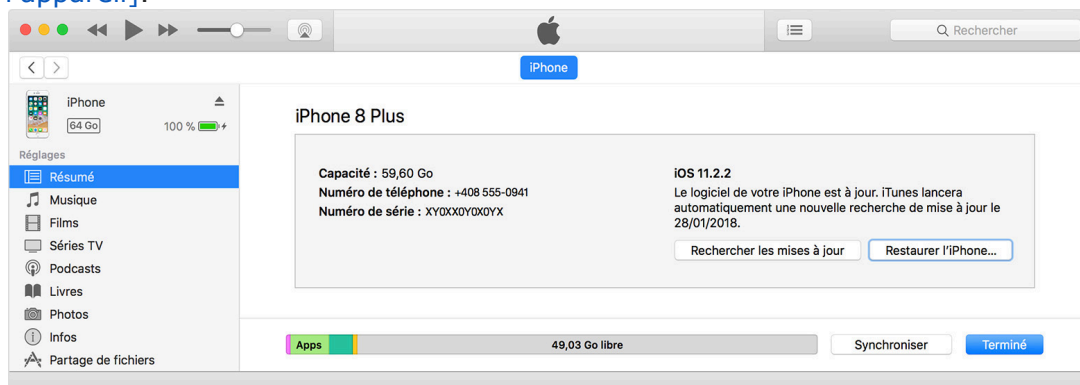 l'appareil].
Rechercher
iPhone
iPhone
64 Go
100 %
Réglages
Résumé
Musique
Films
Séries TV
Podcasts
Livres
Photos
Infos
Partage de fichiers
iPhone 8 Plus
Capacité : 59,60 Go
Numéro de téléphone : +408 555-0941
Numéro de série : XY0XX0Y0X0YX
iOS 11.2.2
Le logiciel de votre iPhone est à jour. iTunes lancera
automatiquement une nouvelle recherche de mise à jour le
28/01/2018.
Rechercher les mises à jour
Restaurer l'iPhone...
Apps
49,03 Go libre
Synchroniser
Terminé